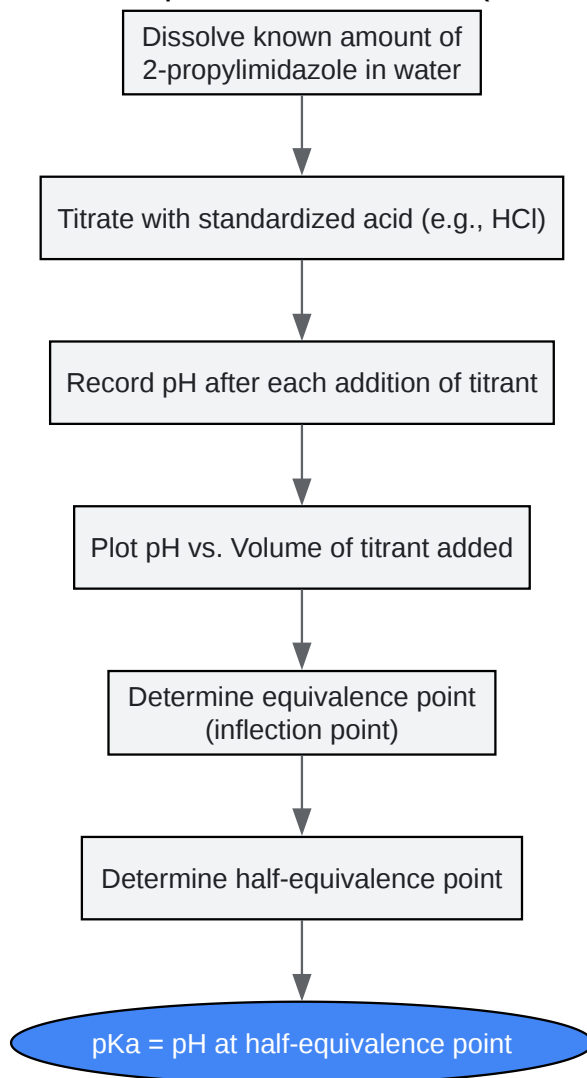 Dissolve known amount of
2-propylimidazole in water
Titrate with standardized acid (e.g., HCl)
Record pH after each addition of titrant
Plot pH vs. Volume of titrant added
Determine equivalence point
(inflection point)
Determine half-equivalence point
pKa = pH at half-equivalence point